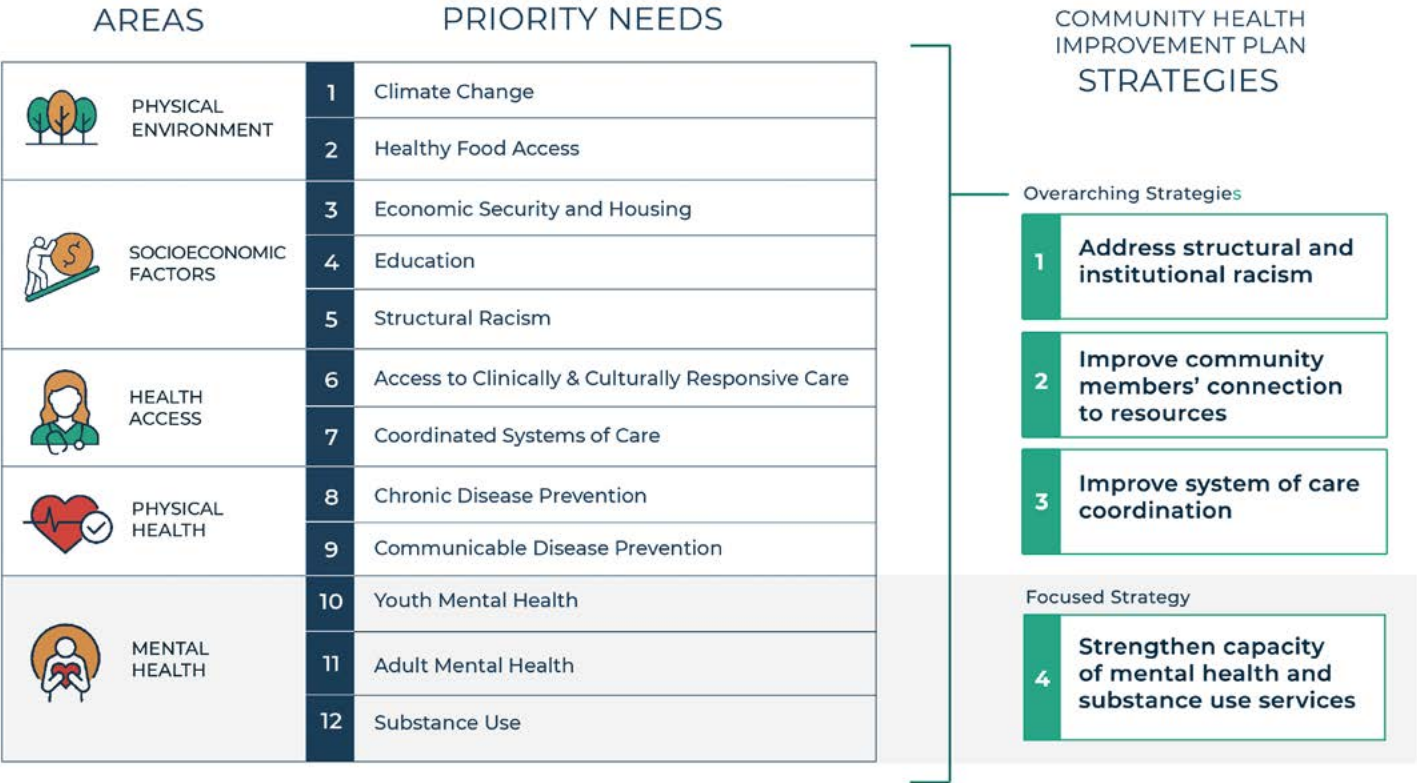 AREAS
PRIORITY NEEDS
COMMUNITY HEALTH
IMPROVEMENT PLAN
STRATEGIES
PHYSICAL
ENVIRONMENT
1 Climate Change
2 Healthy Food Access
SOCIOECONOMIC
FACTORS
3 Economic Security and Housing
4 Education
5 Structural Racism
HEALTH
ACCESS
6 Access to Clinically & Culturally Responsive Care
7 Coordinated Systems of Care
PHYSICAL
HEALTH
8 Chronic Disease Prevention
9 Communicable Disease Prevention
MENTAL
HEALTH
10 Youth Mental Health
11 Adult Mental Health
12 Substance Use
Overarching Strategies
1
Address structural and
institutional racism
2
Improve community
members’ connection
to resources
3
Improve system of care
coordination
Focused Strategy
4
Strengthen capacity
of mental health and
substance use services
$